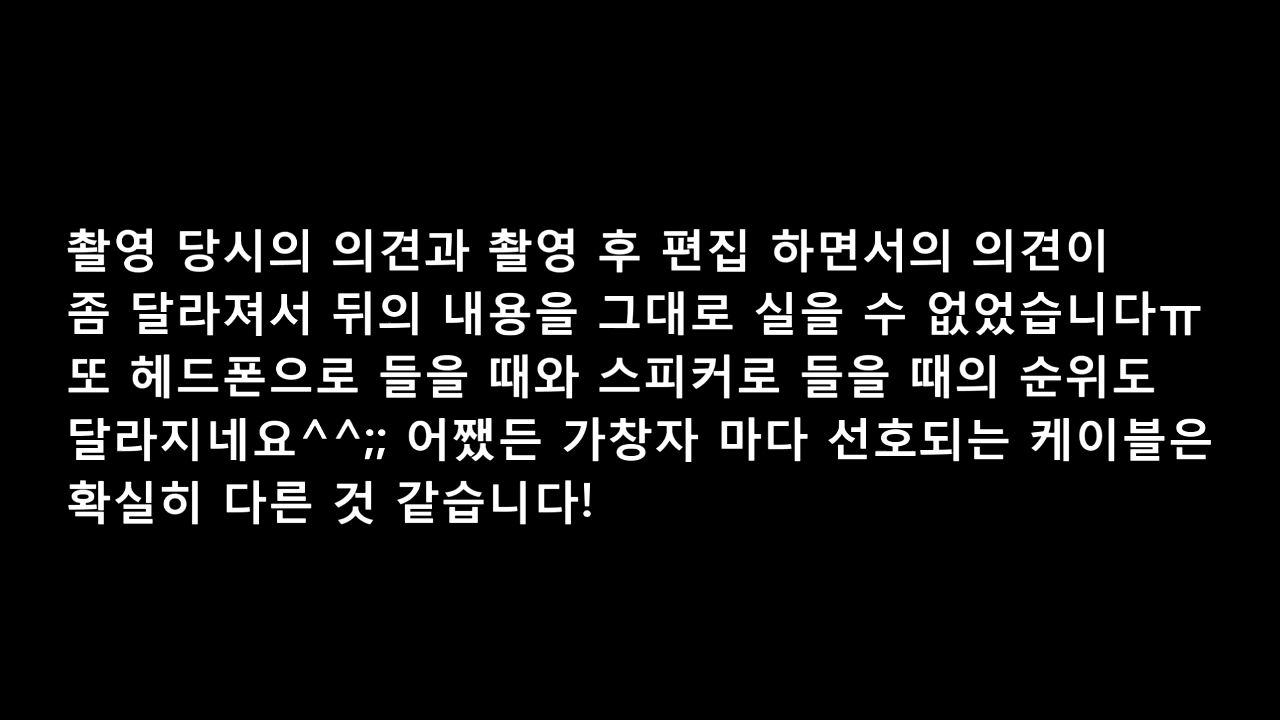 촬영 당시의 의견과 촬영 후 편집 하면서의 의견이
좀 달라져서 뒤의 내용을 그대로 실을 수 없었습니다ㅠ
또 헤드폰으로 들을 때와 스피커로 들을 때의 순위도
달라지네요^^;; 어쨌든 가창자 마다 선호되는 케이블은
확실히 다른 것 같습니다!